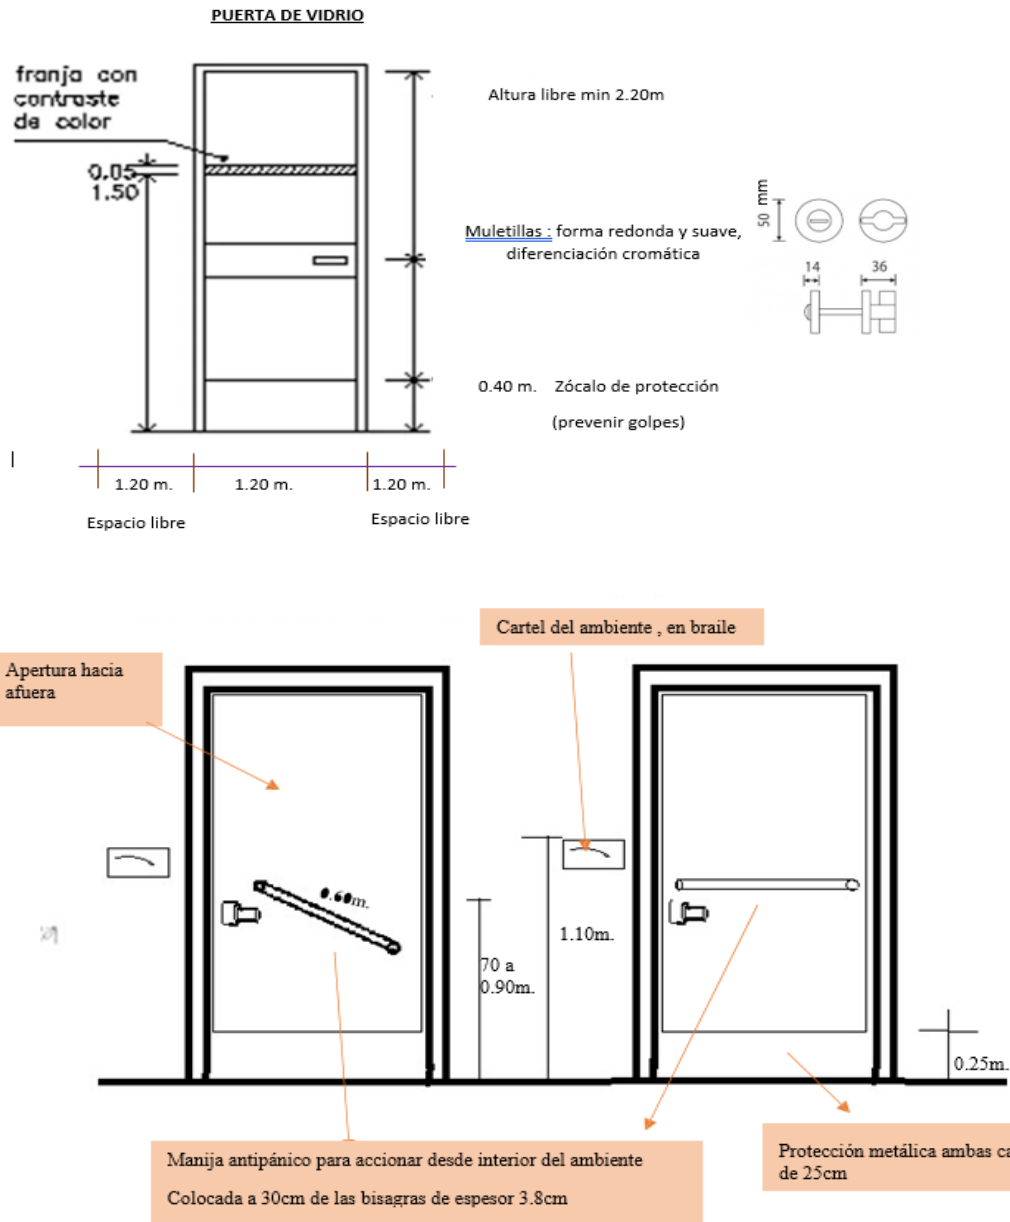 PUERTA DE VIDRIO
franja con
contraste
de color
0.05
1.50
Altura libre min 2.20m
Muletillas : forma redonda y suave,
diferenciación cromática
50 mm
14
36
0.40 m. Zócalo de protección
(prevenir golpes)
1.20 m.
1.20 m.
1.20 m.
Espacio libre
Espacio libre
Cartel del ambiente , en braile
Apertura hacia
afuera
0.60m.
70 a
0.90m.
1.10m.
0.25m.
Manija antipánico para accionar desde interior del ambiente
Colocada a 30cm de las bisagras de espesor 3.8cm
Protección metálica ambas ca
de 25cm